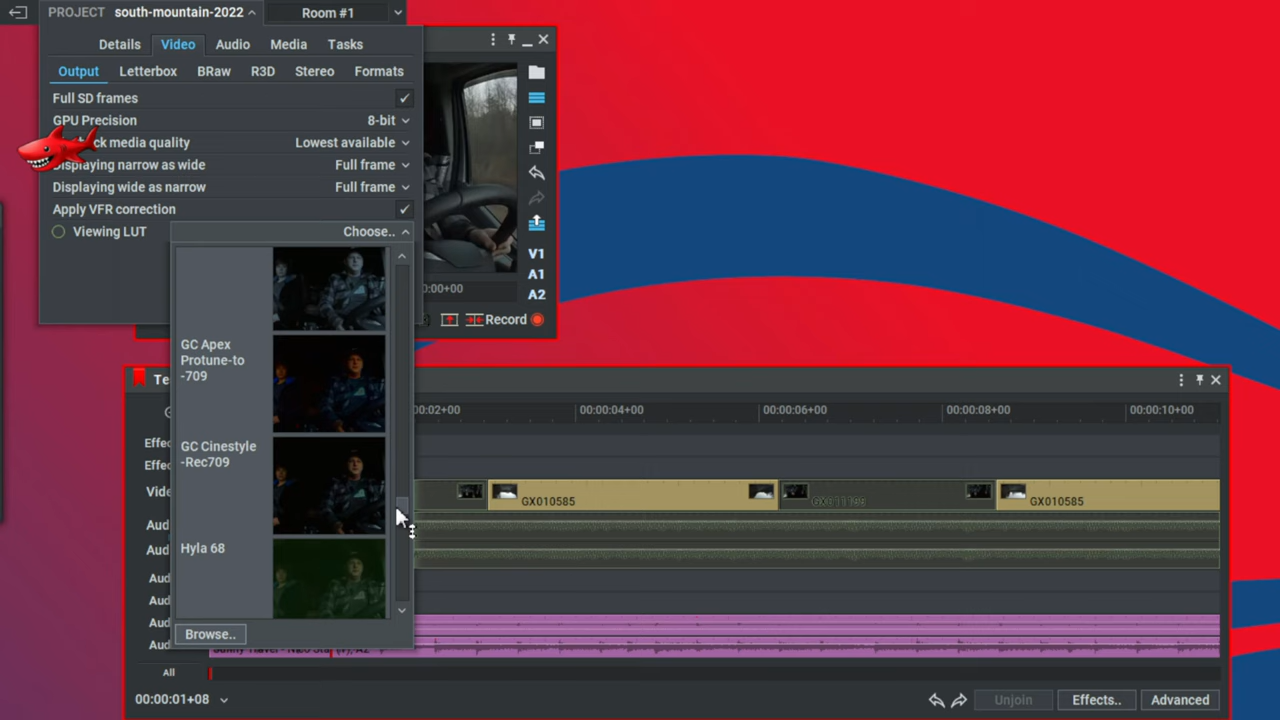 PROJECT south-mountain-2022
Room #1
Details Video Audio Media Tasks
Output Letterbox BRaw R3D Stereo Formats
Full SD frames
GPU Precision 8-bit
ck media quality Lowest available
Displaying narrow as wide Full frame
Displaying wide as narrow Full frame
Apply VFR correction
Viewing LUT Choose..
V1
A1
A2
0:00+00
Record
GC Apex
Protune-to
-709
GC Cinestyle
-Rec709
Hyla 68
Browse..
Te
00:02+00 00:00:04+00 00:00:06+00 00:00:08+00 00:00:10+00
Effec
Effec
Vide
GX010585 GX010585
Aud
Aud
Aud
Aud
Aud
Aud
All
00:00:01+08
Unjoin Effects.. Advanced